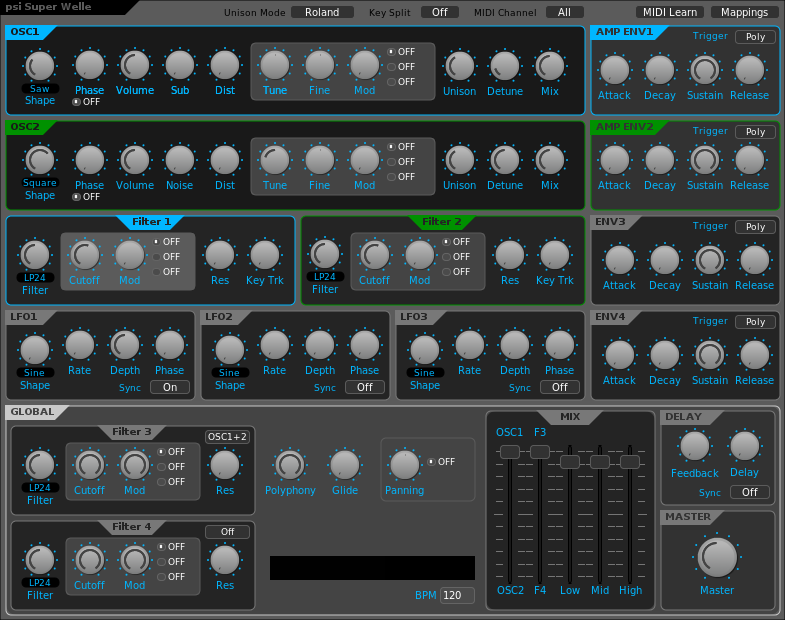 psi Super Welle Unison Mode Roland Key Split Off MIDI Channel All MIDI Learn Mappings
OSC1
Saw
Shape
Phase Volume Sub Dist
OFF
Tune Fine Mod
OFF
OFF
OFF
Unison Detune Mix
AMP ENV1 Trigger Poly
Attack Decay Sustain Release
OSC2
Square
Shape
Phase Volume Noise Dist
OFF
Tune Fine Mod
OFF
OFF
OFF
Unison Detune Mix
AMP ENV2 Trigger Poly
Attack Decay Sustain Release
Filter 1
LP24
Filter
Cutoff Mod
OFF
OFF
OFF
Res Key Trk
Filter 2
LP24
Filter
Cutoff Mod
OFF
OFF
OFF
Res Key Trk
ENV3 Trigger Poly
Attack Decay Sustain Release
LFO1
Sine
Shape
Rate Depth Phase
Sync On
LFO2
Sine
Shape
Rate Depth Phase
Sync Off
LFO3
Sine
Shape
Rate Depth Phase
Sync Off
ENV4 Trigger Poly
Attack Decay Sustain Release
GLOBAL
Filter 3
OSC1+2
LP24
Filter
Cutoff Mod
OFF
OFF
OFF
Res
Polyphony Glide Panning
OFF
Filter 4
Off
LP24
Filter
Cutoff Mod
OFF
OFF
OFF
Res
BPM 120
MIX
OSC1 F3
OSC2 F4 Low Mid High
DELAY
Feedback Delay
Sync Off
MASTER
Master